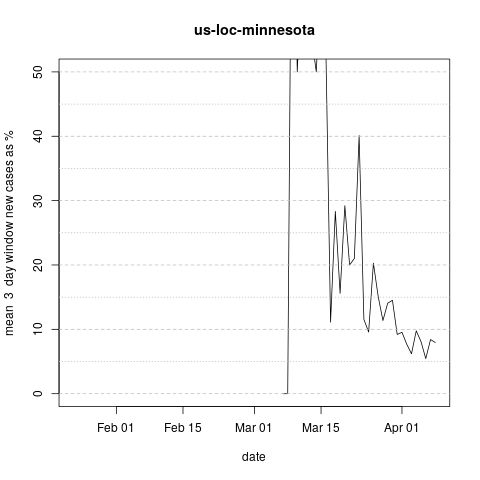 us-loc-minnesota
mean 3 day window new cases as %
50
40
30
20
10
0
Feb 01 Feb 15 Mar 01 Mar 15 Apr 01
date